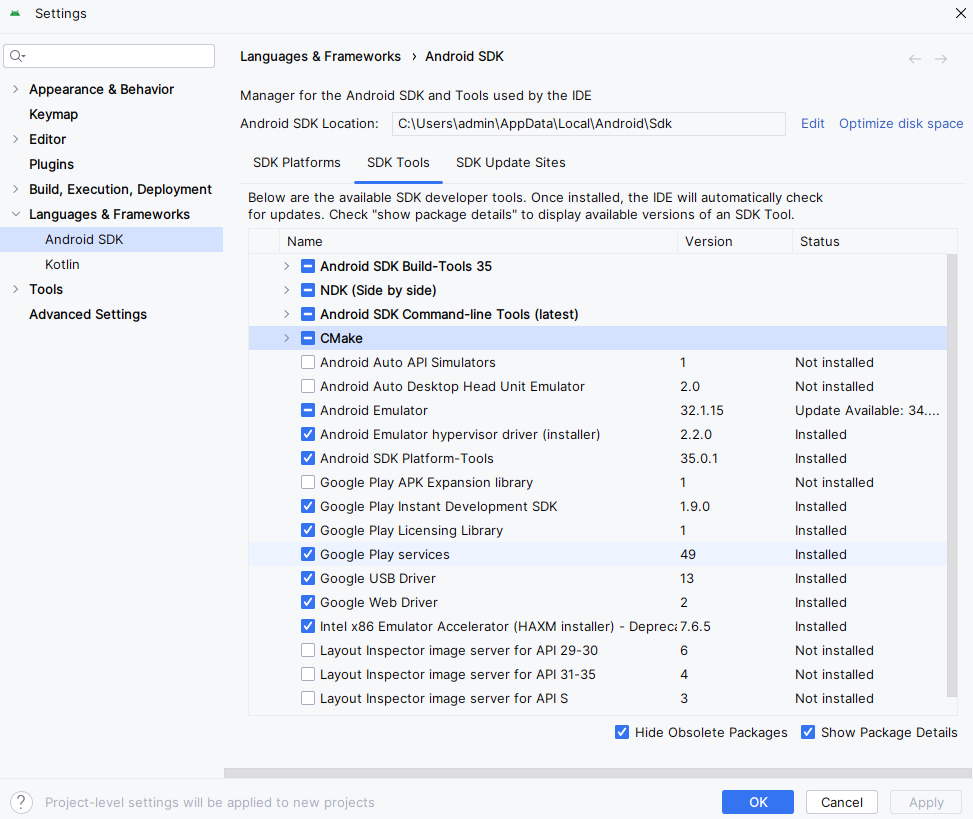 Settings
Languages & Frameworks › Android SDK
Appearance & Behavior
Keymap
Editor
Plugins
Build, Execution, Deployment
Languages & Frameworks
Android SDK
Kotlin
Tools
Advanced Settings
Manager for the Android SDK and Tools used by the IDE
Android SDK Location: C:\Users\admin\AppData\Local\Android\Sdk Edit Optimize disk space
SDK Platforms SDK Tools SDK Update Sites
Below are the available SDK developer tools. Once installed, the IDE will automatically check
for updates. Check "show package details" to display available versions of an SDK Tool.
Name Version Status
Android SDK Build-Tools 35
NDK (Side by side)
Android SDK Command-line Tools (latest)
CMake
Android Auto API Simulators 1 Not installed
Android Auto Desktop Head Unit Emulator 2.0 Not installed
Android Emulator 32.1.15 Update Available: 34....
Android Emulator hypervisor driver (installer) 2.2.0 Installed
Android SDK Platform-Tools 35.0.1 Installed
Google Play APK Expansion library 1 Not installed
Google Play Instant Development SDK 1.9.0 Installed
Google Play Licensing Library 1 Installed
Google Play services 49 Installed
Google USB Driver 13 Installed
Google Web Driver 2 Installed
Intel x86 Emulator Accelerator (HAXM installer) - Depreca 7.6.5 Installed
Layout Inspector image server for API 29-30 6 Not installed
Layout Inspector image server for API 31-35 4 Not installed
Layout Inspector image server for API S 3 Not installed
Hide Obsolete Packages Show Package Details
? Project-level settings will be applied to new projects
OK Cancel Apply